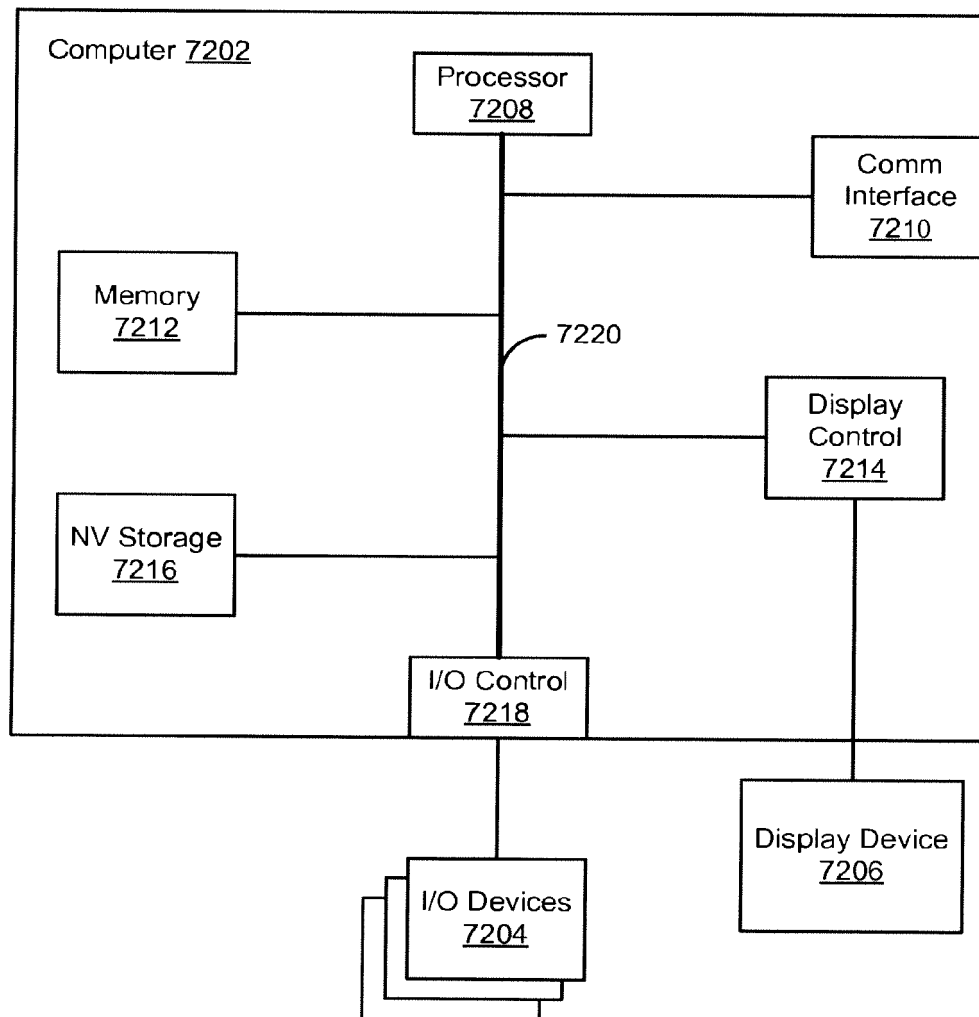 Computer 7202
Processor
7208
Comm
Interface
7210
Memory
7212
7220
Display
Control
7214
NV Storage
7216
I/O Control
7218
Display Device
7206
I/O Devices
7204